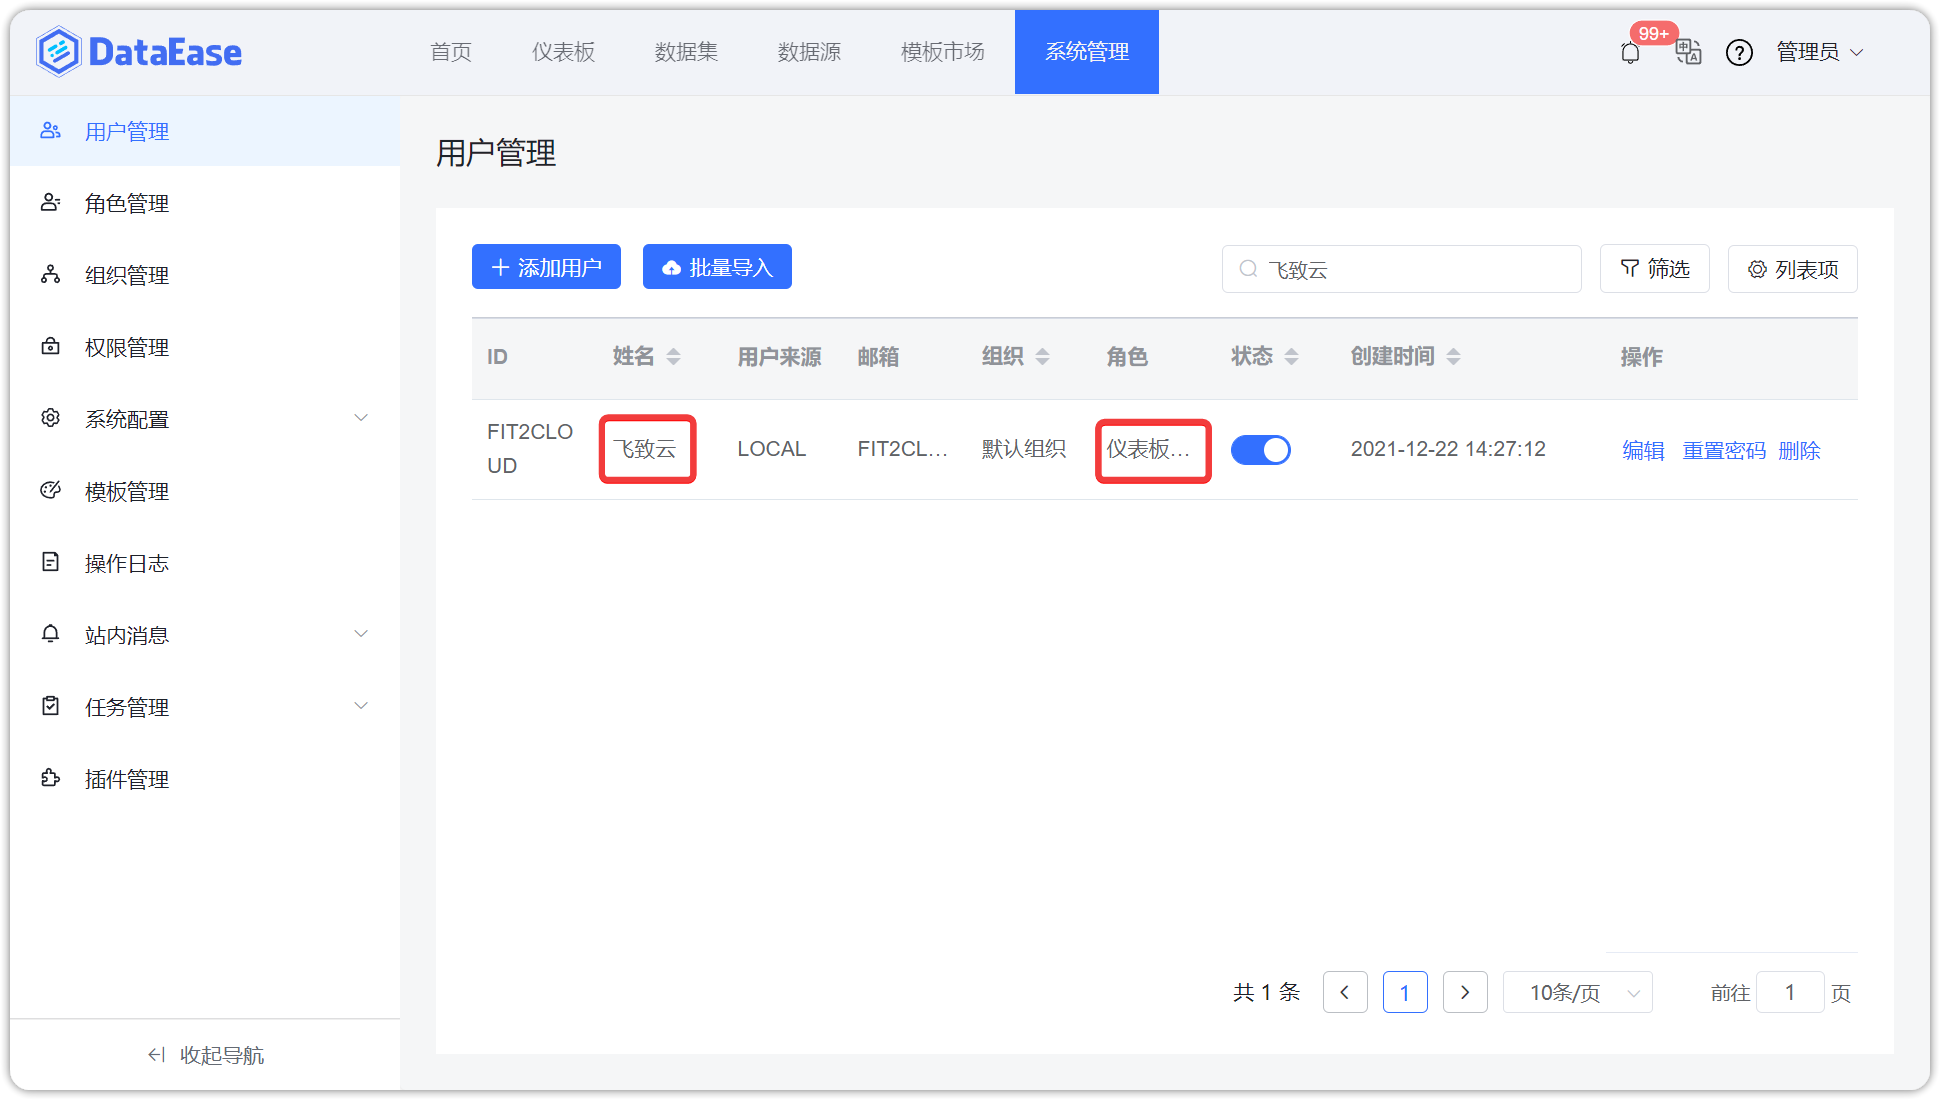 DataEase
首页 仪表板 数据集 数据源 模板市场 系统管理
99+
中 A ? 管理员
用户管理
角色管理
组织管理
权限管理
系统配置
模板管理
操作日志
站内消息
任务管理
插件管理
收起导航
用户管理
添加用户 批量导入 飞致云 筛选 列表项
ID 姓名 用户来源 邮箱 组织 角色 状态 创建时间 操作
FIT2CLO
UD
飞致云 LOCAL FIT2CL... 默认组织 仪表板... 2021-12-22 14:27:12 编辑 重置密码 删除
共 1 条 1 10条/页 前往 1 页